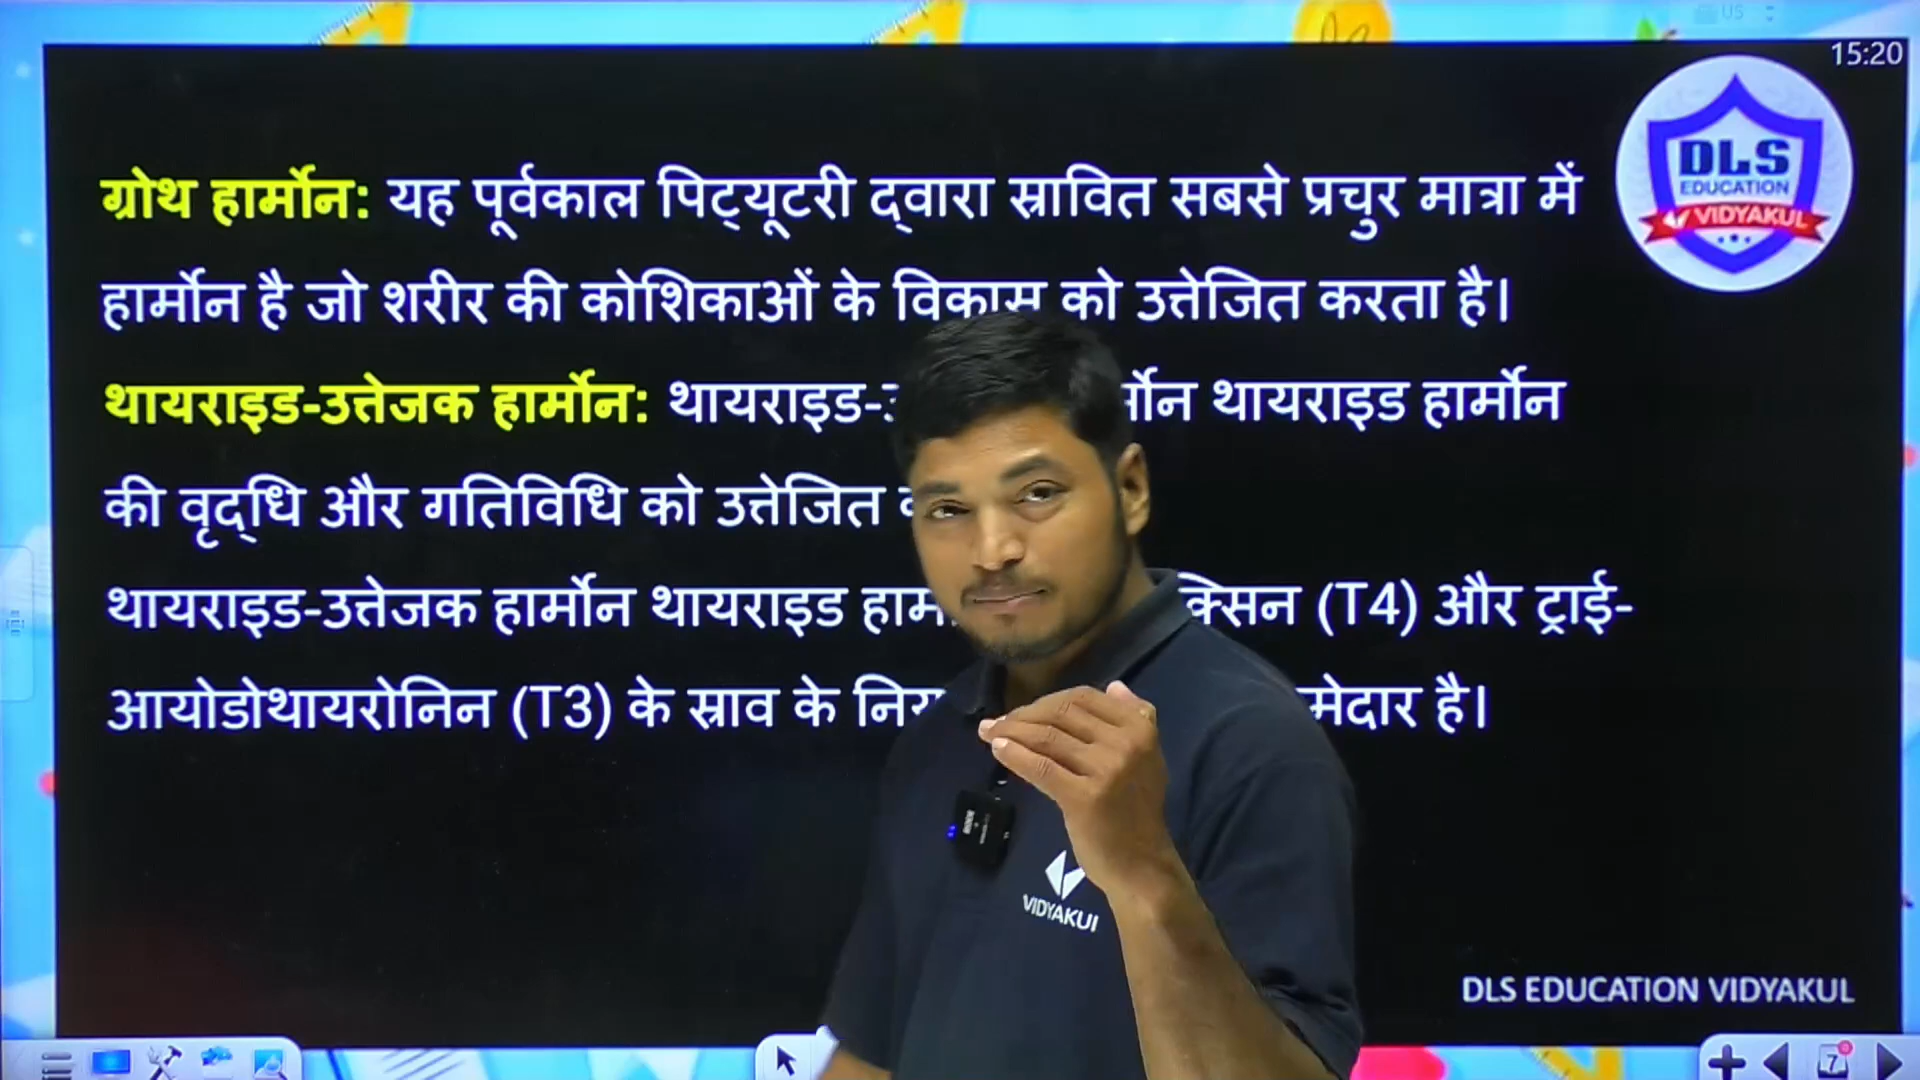 US
15:20
DLS
EDUCATION
VIDYAKUL
ग्रोथ हार्मोन: यह पूर्वकाल पिट्यूटरी द्वारा स्रावित सबसे प्रचुर मात्रा में
हार्मोन है जो शरीर की कोशिकाओं के विकास को उत्तेजित करता है।
थायराइड-उत्तेजक हार्मोन: थायराइड- र्मोन थायराइड हार्मोन
की वृद्धि और गतिविधि को उत्तेजित
थायराइड-उत्तेजक हार्मोन थायराइड क्सिन (T4) और ट्राई-
आयोडोथायरोनिन (T3) के स्राव के मेदार है।
VIDYAKUL
DLS EDUCATION VIDYAKUL
7